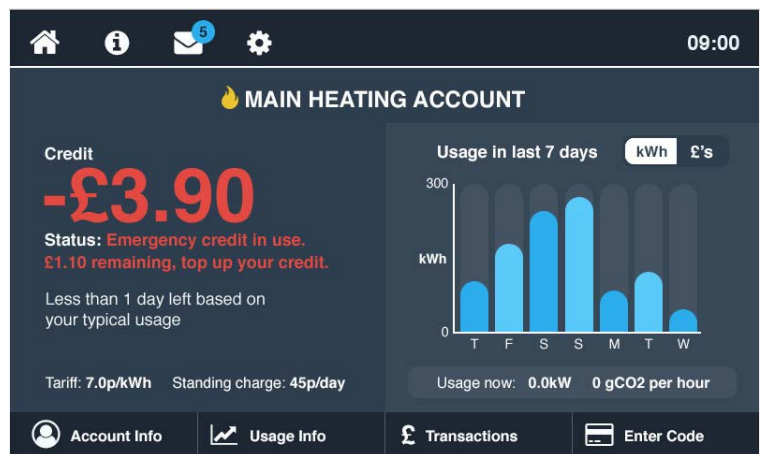 5
09:00
MAIN HEATING ACCOUNT
Credit
-£3.90
Status: Emergency credit in use.
£1.10 remaining, top up your credit.
Less than 1 day left based on
your typical usage
Tariff: 7.0p/kWh Standing charge: 45p/day
Usage in last 7 days kWh £'s
300
kWh
0
T F S S M T W
Usage now: 0.0kW 0 gCO2 per hour
Account Info Usage Info £ Transactions Enter Code